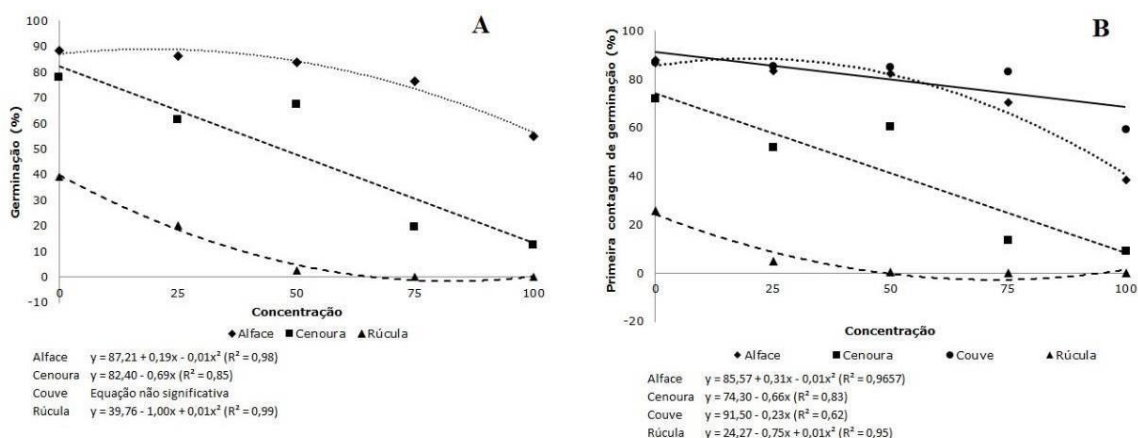 A
Germinação (%)
100
90
80
70
60
50
40
30
20
10
0
-10
0 25 50 75 100
Concentração
Alface Cenoura Rúcula
Alface y = 87,21 + 0,19x - 0,01x² (R² = 0,98)
Cenoura y = 82,40 - 0,69x (R² = 0,85)
Couve Equação não significativa
Rúcula y = 39,76 - 1,00x + 0,01x² (R² = 0,99)
B
Primeira contagem de germinação (%)
100
80
60
40
20
0
-20
0 25 50 75 100
Concentração
Alface Cenoura Couve Rúcula
Alface y = 85,57 + 0,31x - 0,01x² (R² = 0,9657)
Cenoura y = 74,30 - 0,66x (R² = 0,83)
Couve y = 91,50 - 0,23x (R² = 0,62)
Rúcula y = 24,27 - 0,75x + 0,01x² (R² = 0,95)